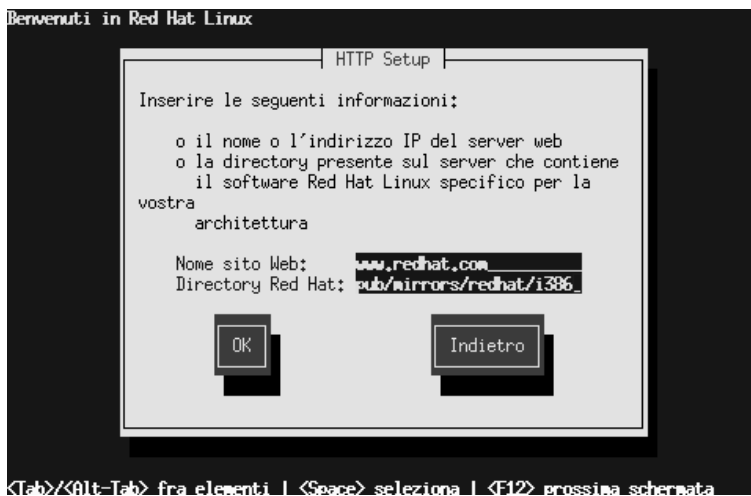 Benvenuti in Red Hat Linux
HTTP Setup
Inserire le seguenti informazioni:
o il nome o l'indirizzo IP del server web
o la directory presente sul server che contiene
il software Red Hat Linux specifico per la
vostra
architettura
Nome sito Web: www.redhat.com
Directory Red Hat: pub/mirrors/redhat/i386_
OK
Indietro
<Tab>/<Alt-Tab> fra elementi | <Space> seleziona | <F12> prossima schermata